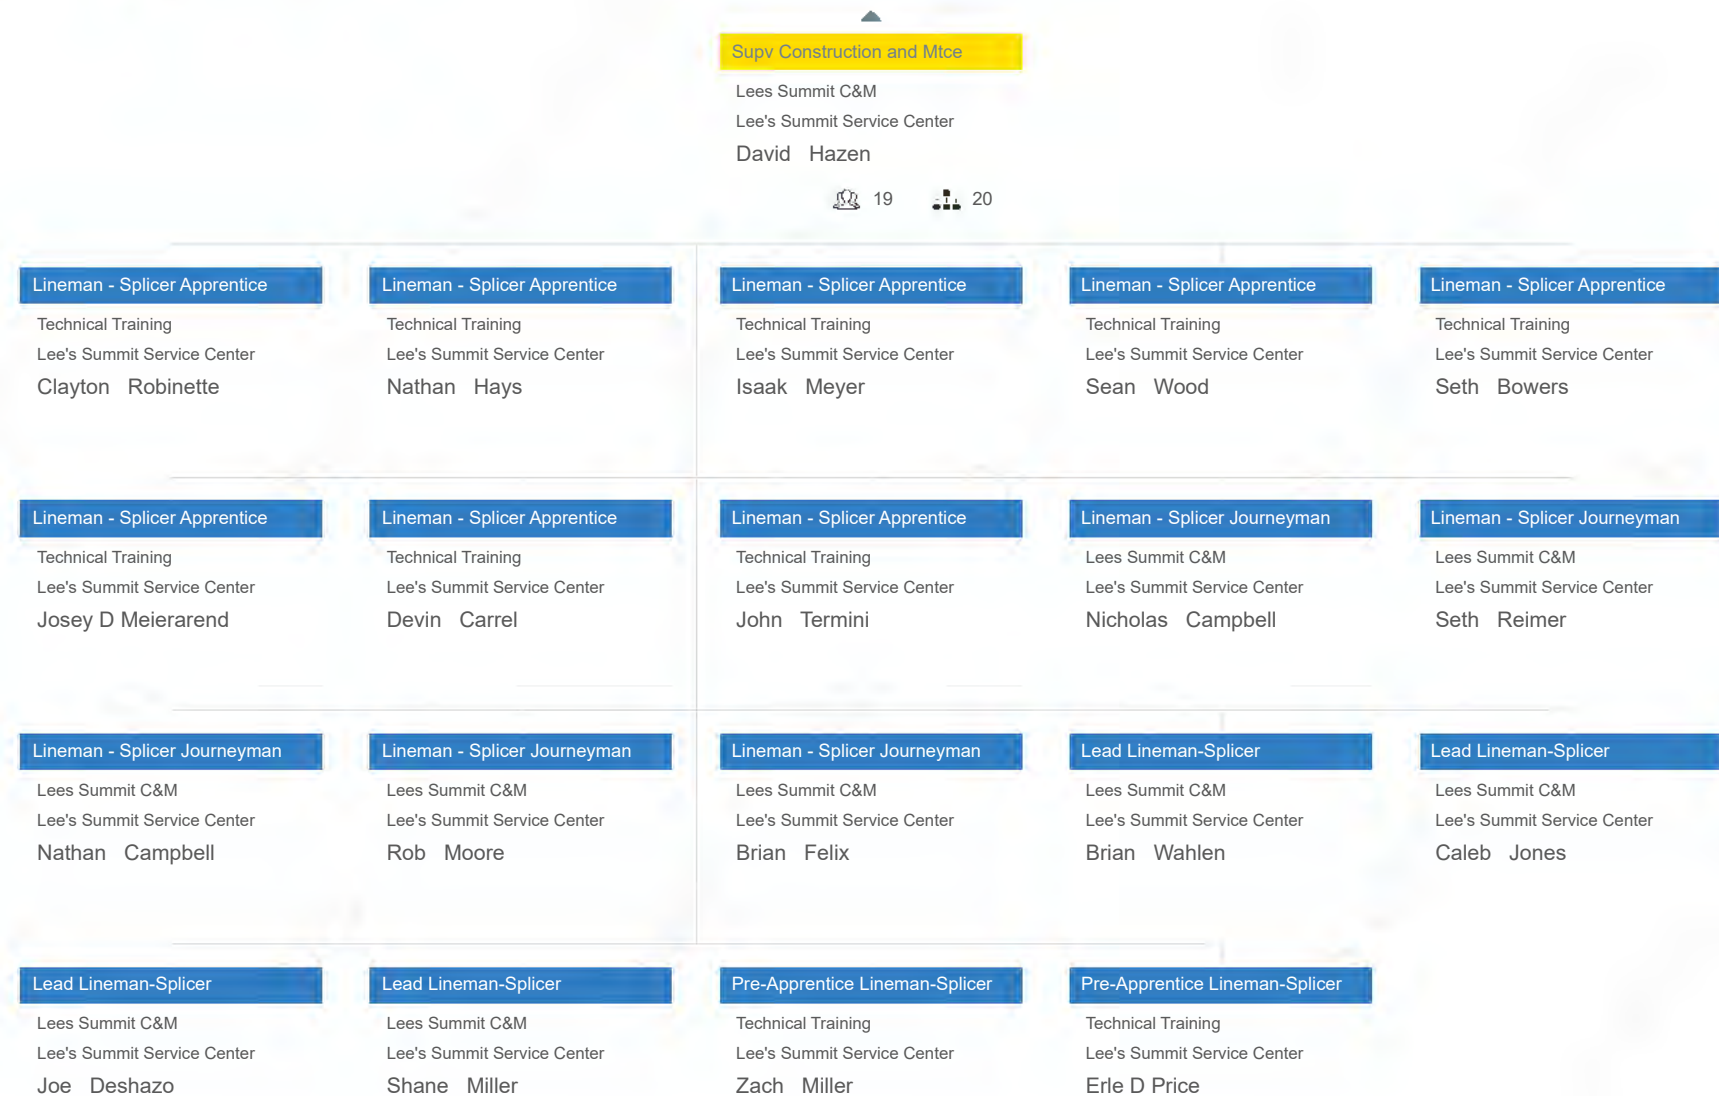 Supv Construction and Mtce
Lees Summit C&M
Lee's Summit Service Center
David Hazen
19 20
Lineman - Splicer Apprentice
Technical Training
Lee's Summit Service Center
Clayton Robinette
Lineman - Splicer Apprentice
Technical Training
Lee's Summit Service Center
Nathan Hays
Lineman - Splicer Apprentice
Technical Training
Lee's Summit Service Center
Isaak Meyer
Lineman - Splicer Apprentice
Technical Training
Lee's Summit Service Center
Sean Wood
Lineman - Splicer Apprentice
Technical Training
Lee's Summit Service Center
Seth Bowers
Lineman - Splicer Apprentice
Technical Training
Lee's Summit Service Center
Josey D Meierarend
Lineman - Splicer Apprentice
Technical Training
Lee's Summit Service Center
Devin Carrel
Lineman - Splicer Apprentice
Technical Training
Lee's Summit Service Center
John Termini
Lineman - Splicer Journeyman
Lees Summit C&M
Lee's Summit Service Center
Nicholas Campbell
Lineman - Splicer Journeyman
Lees Summit C&M
Lee's Summit Service Center
Seth Reimer
Lineman - Splicer Journeyman
Lees Summit C&M
Lee's Summit Service Center
Nathan Campbell
Lineman - Splicer Journeyman
Lees Summit C&M
Lee's Summit Service Center
Rob Moore
Lineman - Splicer Journeyman
Lees Summit C&M
Lee's Summit Service Center
Brian Felix
Lead Lineman-Splicer
Lees Summit C&M
Lee's Summit Service Center
Brian Wahlen
Lead Lineman-Splicer
Lees Summit C&M
Lee's Summit Service Center
Caleb Jones
Lead Lineman-Splicer
Lees Summit C&M
Lee's Summit Service Center
Joe Deshazo
Lead Lineman-Splicer
Lees Summit C&M
Lee's Summit Service Center
Shane Miller
Pre-Apprentice Lineman-Splicer
Technical Training
Lee's Summit Service Center
Zach Miller
Pre-Apprentice Lineman-Splicer
Technical Training
Lee's Summit Service Center
Erle D Price